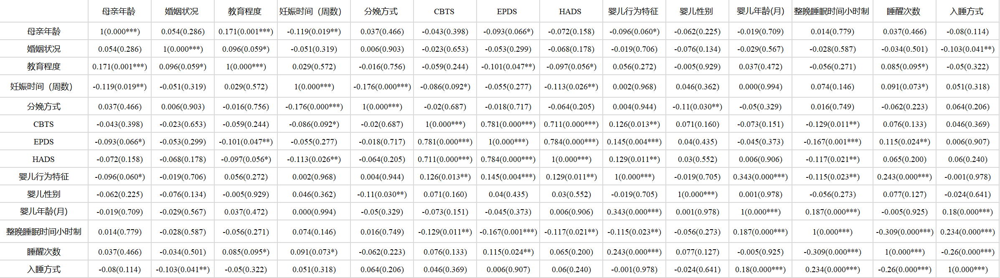 母亲年龄 婚姻状况 教育程度 妊娠时间（周数） 分娩方式 CBTS EPDS HADS 婴儿行为特征 婴儿性别 婴儿年龄(月) 整晚睡眠时间小时制 睡醒次数 入睡方式
母亲年龄 1(0.000***) 0.054(0.286) 0.171(0.001***) -0.119(0.019**) 0.037(0.466) -0.043(0.398) -0.093(0.066*) -0.072(0.158) -0.096(0.060*) -0.062(0.225) -0.019(0.709) 0.014(0.779) 0.037(0.466) -0.08(0.114)
婚姻状况 0.054(0.286) 1(0.000***) 0.096(0.059*) -0.051(0.319) 0.006(0.903) -0.023(0.653) -0.053(0.299) -0.068(0.178) -0.019(0.706) -0.076(0.134) -0.029(0.567) -0.028(0.587) -0.034(0.501) -0.103(0.041**)
教育程度 0.171(0.001***) 0.096(0.059*) 1(0.000***) 0.029(0.572) -0.016(0.756) -0.059(0.244) -0.101(0.047**) -0.097(0.056*) 0.056(0.272) -0.005(0.929) 0.037(0.472) -0.056(0.271) 0.085(0.095*) -0.05(0.322)
妊娠时间（周数） -0.119(0.019**) -0.051(0.319) 0.029(0.572) 1(0.000***) -0.176(0.000***) -0.086(0.092*) -0.055(0.277) -0.113(0.026**) 0.002(0.968) 0.046(0.362) 0.000(0.994) 0.074(0.146) 0.091(0.073*) 0.051(0.318)
分娩方式 0.037(0.466) 0.006(0.903) -0.016(0.756) -0.176(0.000***) 1(0.000***) -0.02(0.687) -0.018(0.717) -0.064(0.205) 0.004(0.944) -0.11(0.030**) -0.05(0.329) 0.016(0.749) -0.062(0.223) 0.064(0.206)
CBTS -0.043(0.398) -0.023(0.653) -0.059(0.244) -0.086(0.092*) -0.02(0.687) 1(0.000***) 0.781(0.000***) 0.711(0.000***) 0.126(0.013**) 0.071(0.160) -0.073(0.151) -0.129(0.011**) 0.076(0.133) 0.046(0.369)
EPDS -0.093(0.066*) -0.053(0.299) -0.101(0.047**) -0.055(0.277) -0.018(0.717) 0.781(0.000***) 1(0.000***) 0.784(0.000***) 0.145(0.004***) 0.04(0.435) -0.045(0.373) -0.167(0.001***) 0.115(0.024**) 0.006(0.907)
HADS -0.072(0.158) -0.068(0.178) -0.097(0.056*) -0.113(0.026**) -0.064(0.205) 0.711(0.000***) 0.784(0.000***) 1(0.000***) 0.129(0.011**) 0.03(0.552) 0.006(0.906) -0.117(0.021**) 0.065(0.200) 0.06(0.240)
婴儿行为特征 -0.096(0.060*) -0.019(0.706) 0.056(0.272) 0.002(0.968) 0.004(0.944) 0.126(0.013**) 0.145(0.004***) 0.129(0.011**) 1(0.000***) -0.019(0.705) 0.343(0.000***) -0.115(0.023**) 0.243(0.000***) -0.001(0.978)
婴儿性别 -0.062(0.225) -0.076(0.134) -0.005(0.929) 0.046(0.362) -0.11(0.030**) 0.071(0.160) 0.04(0.435) 0.03(0.552) -0.019(0.705) 1(0.000***) 0.001(0.978) -0.056(0.273) 0.077(0.127) -0.024(0.641)
婴儿年龄(月) -0.019(0.709) -0.029(0.567) 0.037(0.472) 0.000(0.994) -0.05(0.329) -0.073(0.151) -0.045(0.373) 0.006(0.906) 0.343(0.000***) 0.001(0.978) 1(0.000***) 0.187(0.000***) -0.005(0.925) 0.18(0.000***)
整晚睡眠时间小时制 0.014(0.779) -0.028(0.587) -0.056(0.271) 0.074(0.146) 0.016(0.749) -0.129(0.011**) -0.167(0.001***) -0.117(0.021**) -0.115(0.023**) -0.056(0.273) 0.187(0.000***) 1(0.000***) -0.309(0.000***) 0.234(0.000***)
睡醒次数 0.037(0.466) -0.034(0.501) 0.085(0.095*) 0.091(0.073*) -0.062(0.223) 0.076(0.133) 0.115(0.024**) 0.065(0.200) 0.243(0.000***) 0.077(0.127) -0.005(0.925) -0.309(0.000***) 1(0.000***) -0.26(0.000***)
入睡方式 -0.08(0.114) -0.103(0.041**) -0.05(0.322) 0.051(0.318) 0.064(0.206) 0.046(0.369) 0.006(0.907) 0.06(0.240) -0.001(0.978) -0.024(0.641) 0.18(0.000***) 0.234(0.000***) -0.26(0.000***) 1(0.000***)